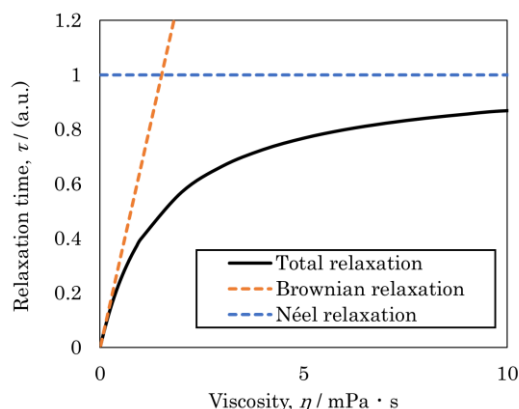 Relaxation time, τ / (a.u.)
1.2
1
0.8
0.6
0.4
0.2
0
Total relaxation
Brownian relaxation
Néel relaxation
0
5
10
Viscosity, η / mPa・s